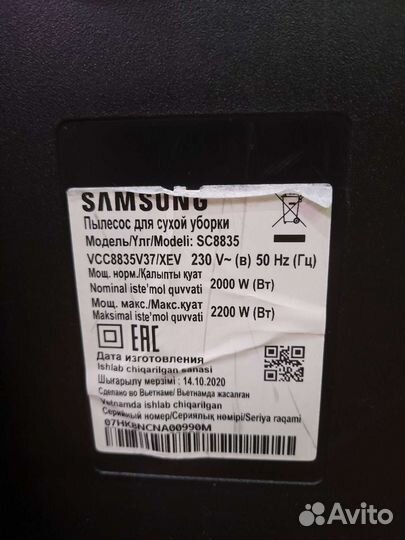 SAMSUNG
Пылесос для сухой уборки
Модель/Үлгі/Modeli: SC8835
VCC8835V37/XEV 230 V~ (в) 50 Hz (Гц)
Мощ. норм./Қалыпты қуат
Nominal iste'mol quvvati 2000 W (Вт)
Мощ. макс./Макс.қуат
Maksimal iste'mol quvvati 2200 W (Вт)
EAC
Дата изготовления
Ishlab chiqarilgan sanasi
Шығарылу мерзімі : 14.10.2020
Сделано во Вьетнаме/ Вьетнамда жасалған
Vetnamda ishlab chiqarilgan
Серийный номер/Сериялық нөмірі/Seriya raqami
07HK8NCNA00990M
Avito